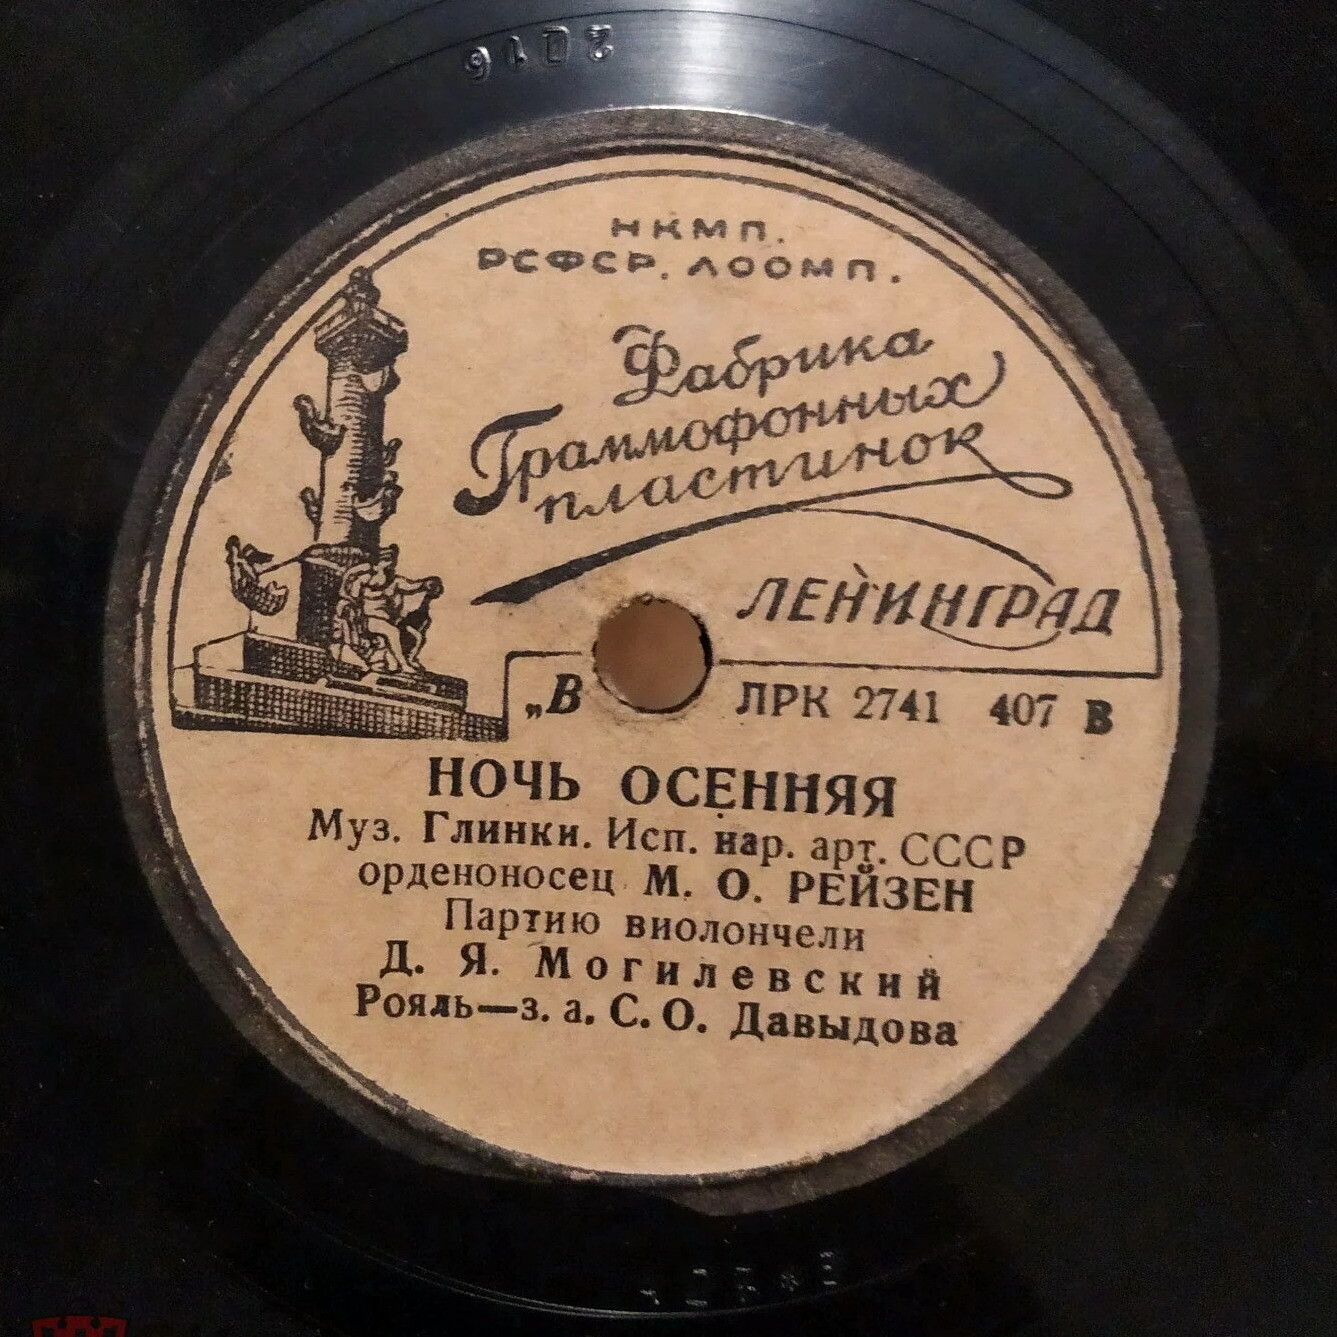 НКМП.
РСФСР. ЛООМП.
Фабрика
Граммофонных
пластинок
ЛЕНИНГРАД
„В ЛРК 2741 407 В
НОЧЬ ОСЕННЯЯ
Муз. Глинки. Исп. нар. арт. СССР
орденоносец М. О. РЕЙЗЕН
Партию виолончели
Д. Я. Могилевский
Рояль—з. а. С. О. Давыдова